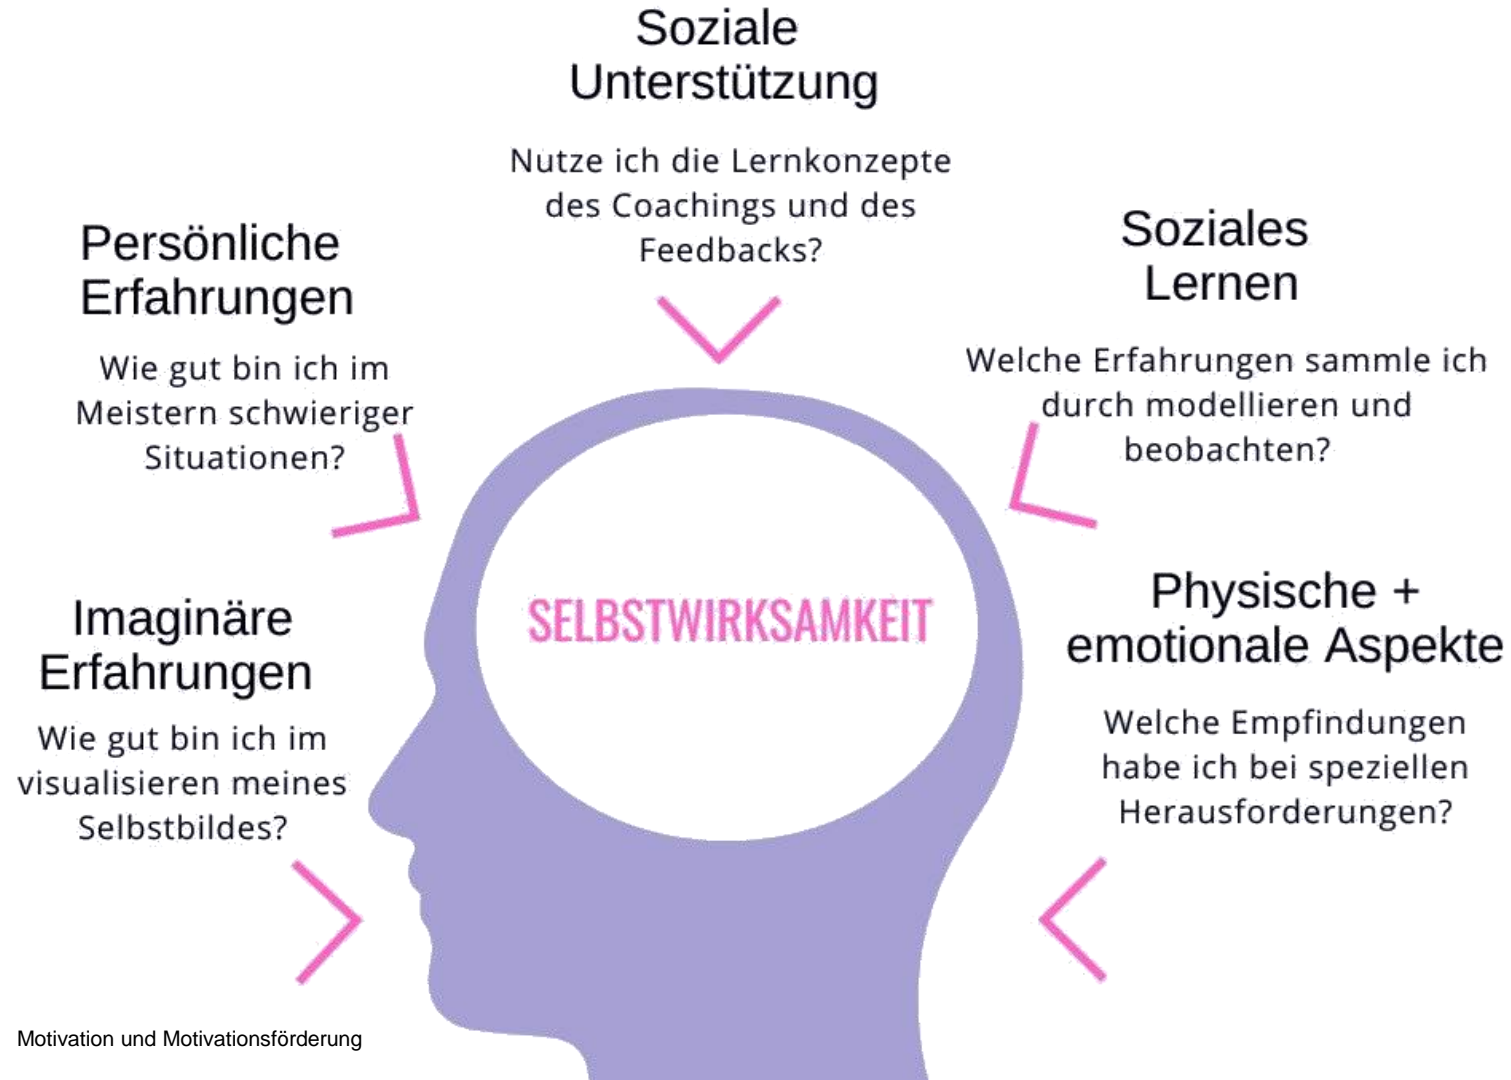 Soziale
Unterstützung
Nutze ich die Lernkonzepte
des Coachings und des
Feedbacks?
Persönliche
Erfahrungen
Wie gut bin ich im
Meistern schwieriger
Situationen?
Soziales
Lernen
Welche Erfahrungen sammle ich
durch modellieren und
beobachten?
Imaginäre
Erfahrungen
Wie gut bin ich im
visualisieren meines
Selbstbildes?
SELBSTWIRKSAMKEIT
Physische +
emotionale Aspekte
Welche Empfindungen
habe ich bei speziellen
Herausforderungen?
Motivation und Motivationsförderung